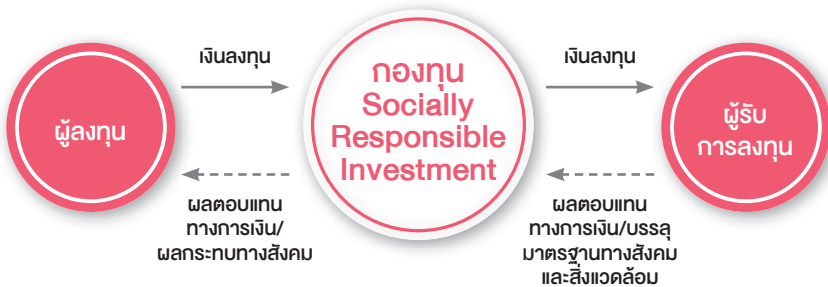 ผู้ลงทุน
เงินลงทุน
ผลตอบแทน
ทางการเงิน/
ผลกระทบทางสังคม
กองทุน
Socially
Responsible
Investment
เงินลงทุน
ผลตอบแทน
ทางการเงิน/บรรลุ
มาตรฐานทางสังคม
และสิ่งแวดล้อม
ผู้รับ
การลงทุน